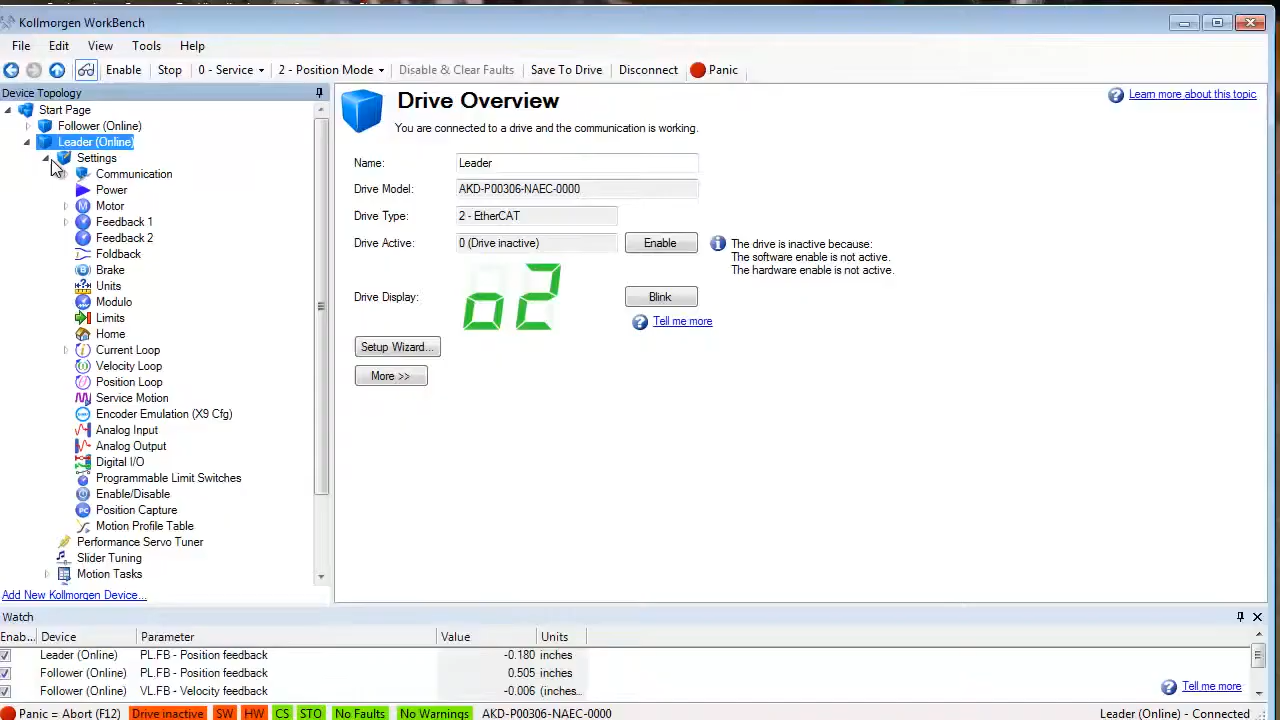 Kollmorgen WorkBench
File Edit View Tools Help
Enable Stop 0 - Service 2 - Position Mode Disable & Clear Faults Save To Drive Disconnect Panic
Device Topology
Start Page
Follower (Online)
Leader (Online)
Settings
Communication
Power
Motor
Feedback 1
Feedback 2
Foldback
Brake
Units
Modulo
Limits
Home
Current Loop
Velocity Loop
Position Loop
Service Motion
Encoder Emulation (X9 Cfg)
Analog Input
Analog Output
Digital I/O
Programmable Limit Switches
Enable/Disable
Position Capture
Motion Profile Table
Performance Servo Tuner
Slider Tuning
Motion Tasks
Add New Kollmorgen Device...
Drive Overview
Learn more about this topic
You are connected to a drive and the communication is working.
Name: Leader
Drive Model: AKD-P00306-NAEC-0000
Drive Type: 2 - EtherCAT
Drive Active: 0 (Drive inactive) Enable
The drive is inactive because:
The software enable is not active.
The hardware enable is not active.
Drive Display: o2 Blink
Tell me more
Setup Wizard...
More >>
Watch
Enab... Device Parameter Value Units
Leader (Online) PL.FB - Position feedback -0.180 inches
Follower (Online) PL.FB - Position feedback 0.505 inches
Follower (Online) VL.FB - Velocity feedback -0.006 (inches...
Tell me more
Panic = Abort (F12) Drive inactive SW HW CS STO No Faults No Warnings AKD-P00306-NAEC-0000 Leader (Online) - Connected